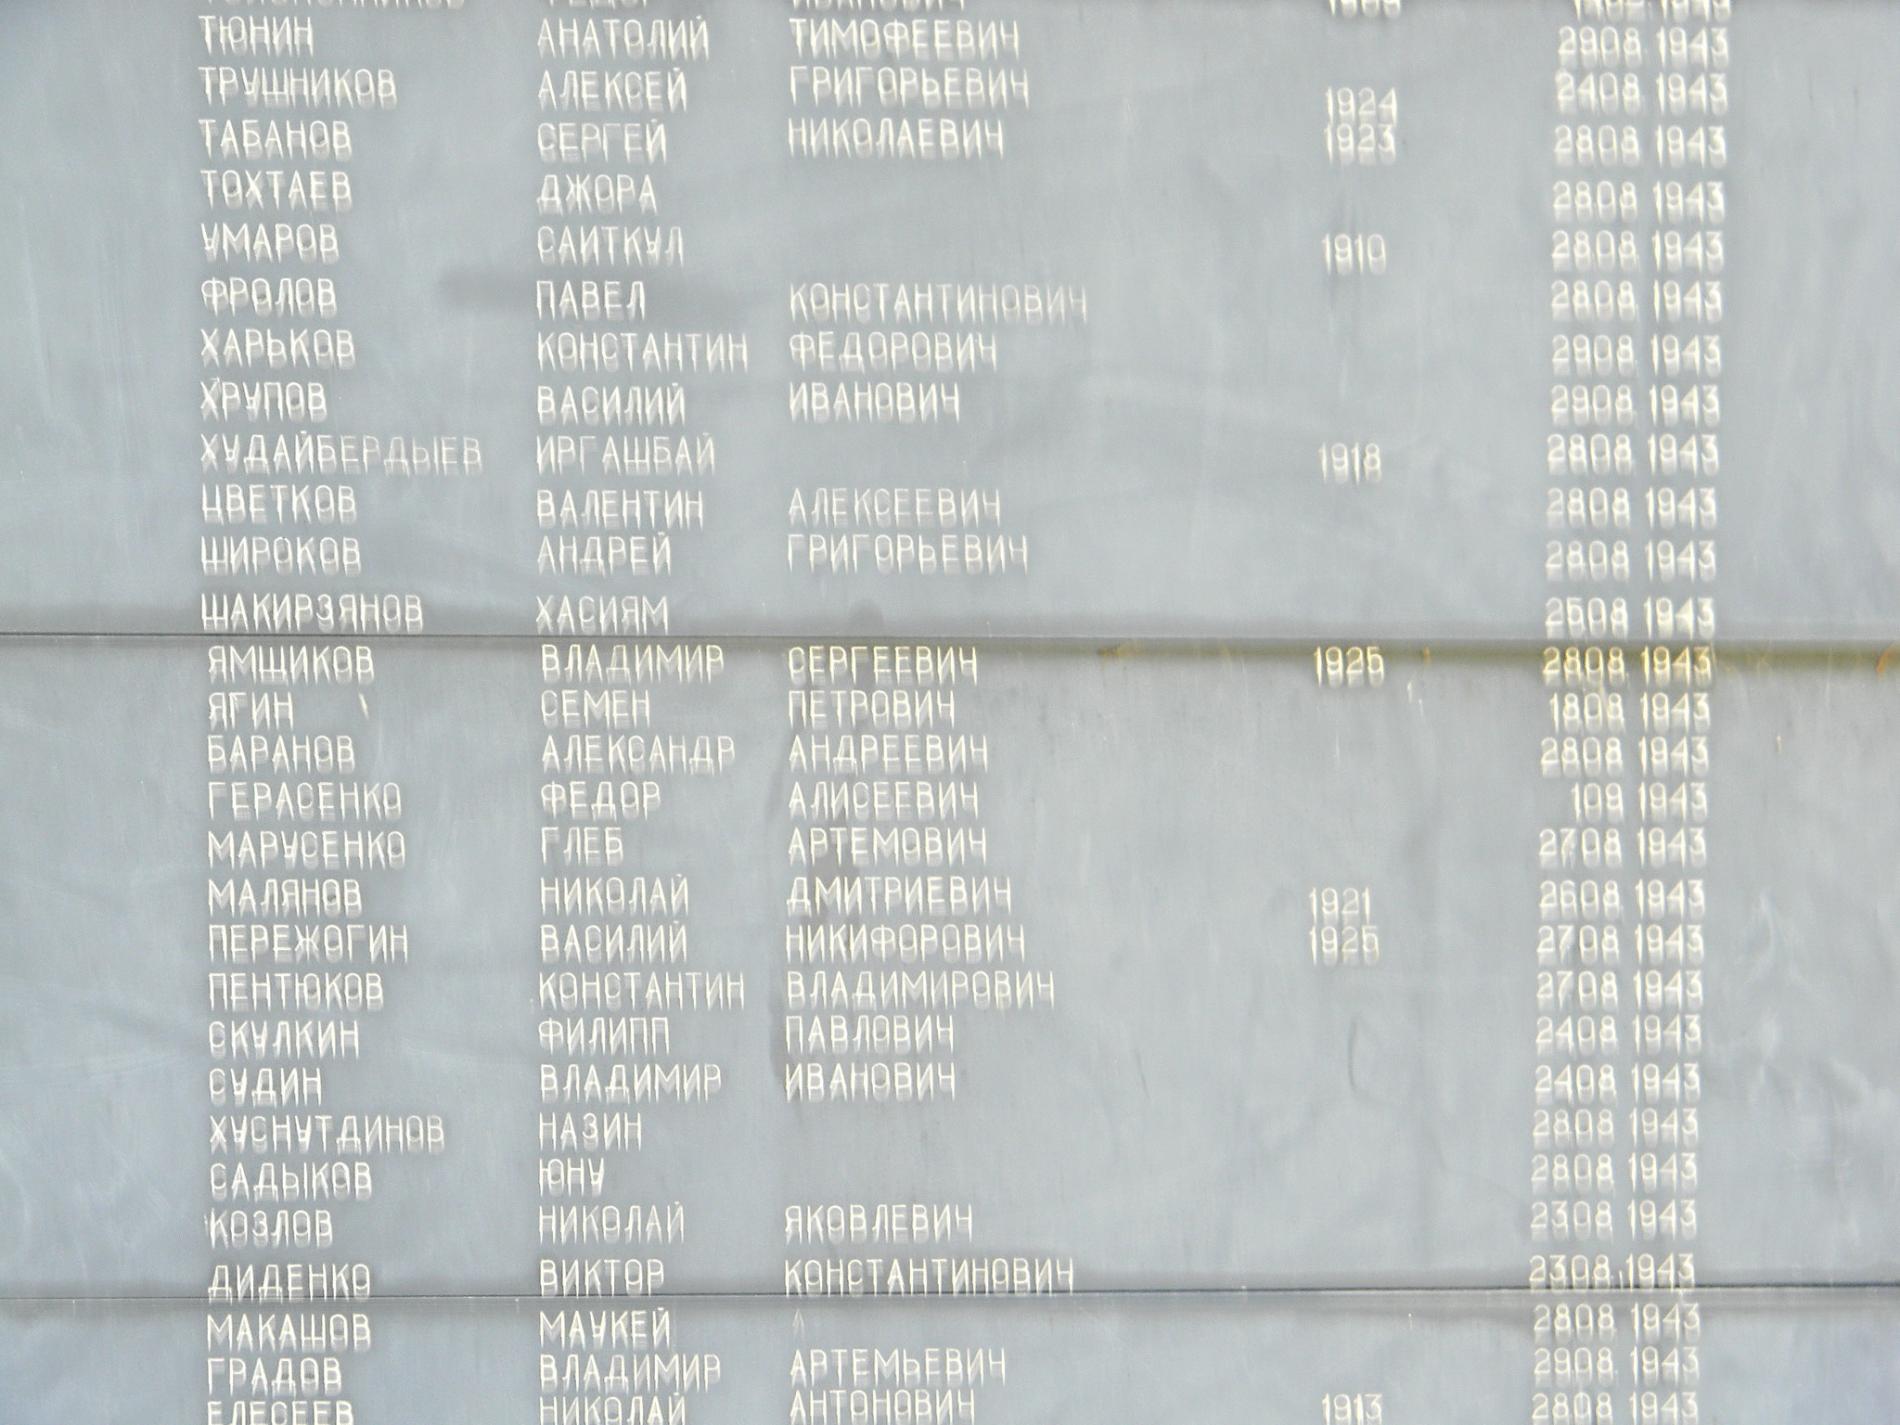 ТЮНИН АНАТОЛИЙ ТИМОФЕЕВИЧ 2908 1943
ТРУШНИКОВ АЛЕКСЕЙ ГРИГОРЬЕВИЧ 1924 2408 1943
ТАБАНОВ СЕРГЕЙ НИКОЛАЕВИЧ 1923 2808 1943
ТОХТАЕВ ДЖОРА 2808 1943
УМАРОВ САИТКУЛ 1910 2808 1943
ФРОЛОВ ПАВЕЛ КОНСТАНТИНОВИЧ 2808 1943
ХАРЬКОВ КОНСТАНТИН ФЕДОРОВИЧ 2908 1943
ХРУПОВ ВАСИЛИЙ ИВАНОВИЧ 2908 1943
ХУДАЙБЕРДЫЕВ ИРГАШБАЙ 1918 2808 1943
ЦВЕТКОВ ВАЛЕНТИН АЛЕКСЕЕВИЧ 2808 1943
ШИРОКОВ АНДРЕЙ ГРИГОРЬЕВИЧ 2808 1943
ШАКИРЗЯНОВ ХАСИЯМ 2508 1943
ЯМЩИКОВ ВЛАДИМИР СЕРГЕЕВИЧ 1925 2808 1943
ЯГИН СЕМЕН ПЕТРОВИЧ 1808 1943
БАРАНОВ АЛЕКСАНДР АНДРЕЕВИЧ 2808 1943
ГЕРАСЕНКО ФЕДОР АЛИСЕЕВИЧ 109 1943
МАРУСЕНКО ГЛЕБ АРТЕМОВИЧ 2708 1943
МАЛЯНОВ НИКОЛАЙ ДМИТРИЕВИЧ 1921 2608 1943
ПЕРЕЖОГИН ВАСИЛИЙ НИКИФОРОВИЧ 1925 2708 1943
ПЕНТЮКОВ КОНСТАНТИН ВЛАДИМИРОВИЧ 2708 1943
СКУЛКИН ФИЛИПП ПАВЛОВИЧ 2408 1943
СУДИН ВЛАДИМИР ИВАНОВИЧ 2408 1943
ХУСНУТДИНОВ НАЗИН 2808 1943
САДЫКОВ ЮНУ 2808 1943
КОЗЛОВ НИКОЛАЙ ЯКОВЛЕВИЧ 2308 1943
ДИДЕНКО ВИКТОР КОНСТАНТИНОВИЧ 2308 1943
МАКАШОВ МАУКЕЙ 2808 1943
ГРАДОВ ВЛАДИМИР АРТЕМЬЕВИЧ 2908 1943
ЕЛЕСЕЕВ НИКОЛАЙ АНТОНОВИЧ 1913 2808 1943